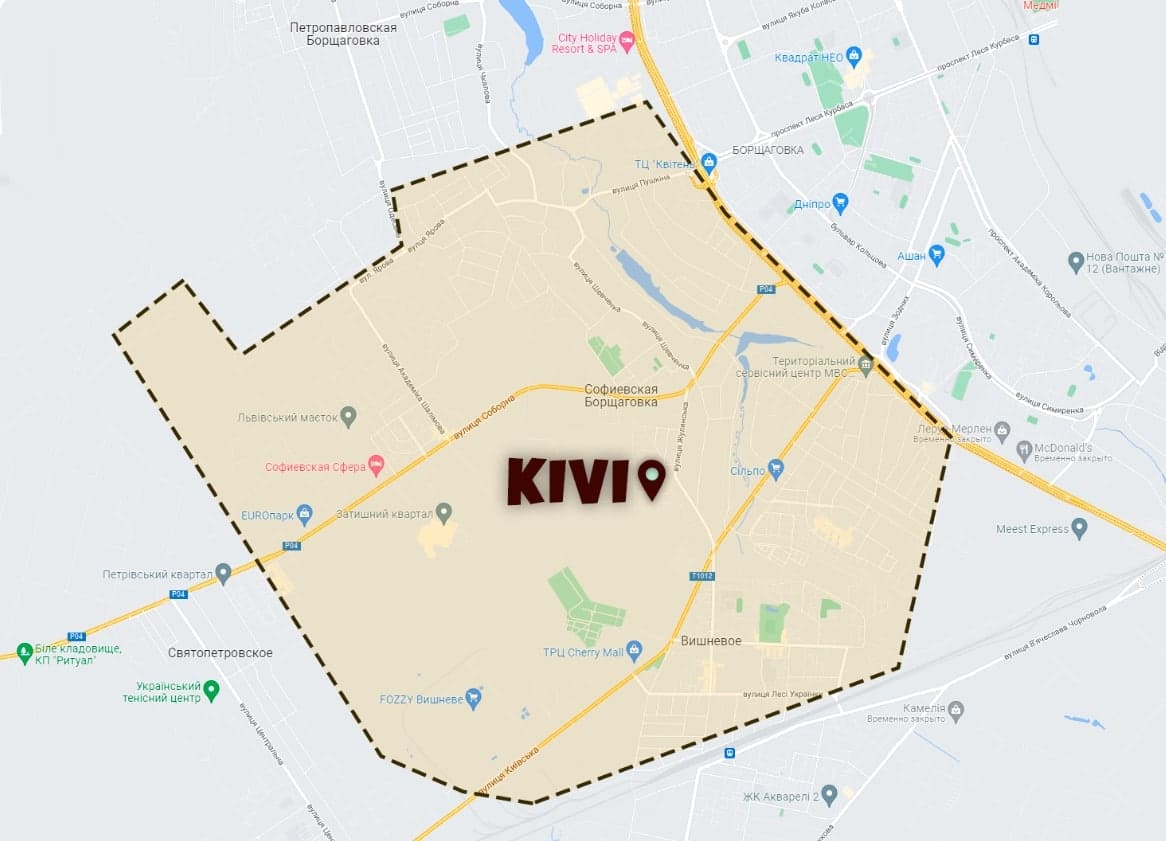 вулиця Соборна
вулиця Соборна
Медмі
Петропавловская
Борщаговка
City Holiday
Resort & SPA
вулиця Якуба Кол
Квадрат НЕО
проспект Леся Курбаса
вулиця Чкалова
проспект Леся Курбаса
БОРЩАГОВКА
ТЦ "Квітень
вулиця Пушкіна
вулиця Оде
Дніпро
бульвар Кольцова
вулиця Ярова
вул. Ярова
Ашан
Нова Пошта №
12 (Вантажне)
проспект Академіка Корольова
вулиця Шевченка
P04
вулиця Зодчих
вулиця Симиренка
вулиця Шевченка
вулиця Академіка Шалімова
Територіальний
сервісний центр МВС...
Софиевская
Борщаговка
вулиця Соборна
вулиця Симиренка
Львівський маєток
вулиця Жулянська
Леруа Мерлен
Временно закрыто
McDonald's
Временно закрыто
Софиевская Сфера
KIVI
Сільпо
EUROпарк
Затишний квартал
Meest Express
P04
Петрівський квартал
T1012
P04
P04
Біле кладовище,
КП "Ритуал"
Святопетровское
ТРЦ Cherry Mall
Вишневое
вулиця В'ячеслава Чорновола
Український
тенісний центр
FOZZY Вишневе
вулиця Лесі Українки
Камелія
Временно закрыто
вулиця Центральна
вулиця Київська
ЖК Акварелі 2